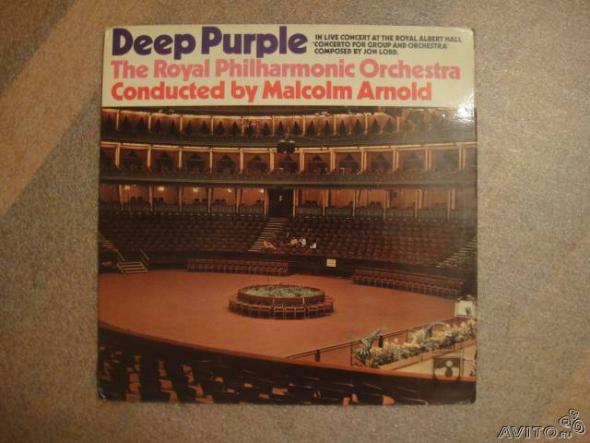 Deep Purple
IN LIVE CONCERT AT THE ROYAL ALBERT HALL
'CONCERTO FOR GROUP AND ORCHESTRA'
COMPOSED BY JON LORD.
The Royal Philharmonic Orchestra
Conducted by Malcolm Arnold
AVITO.ru